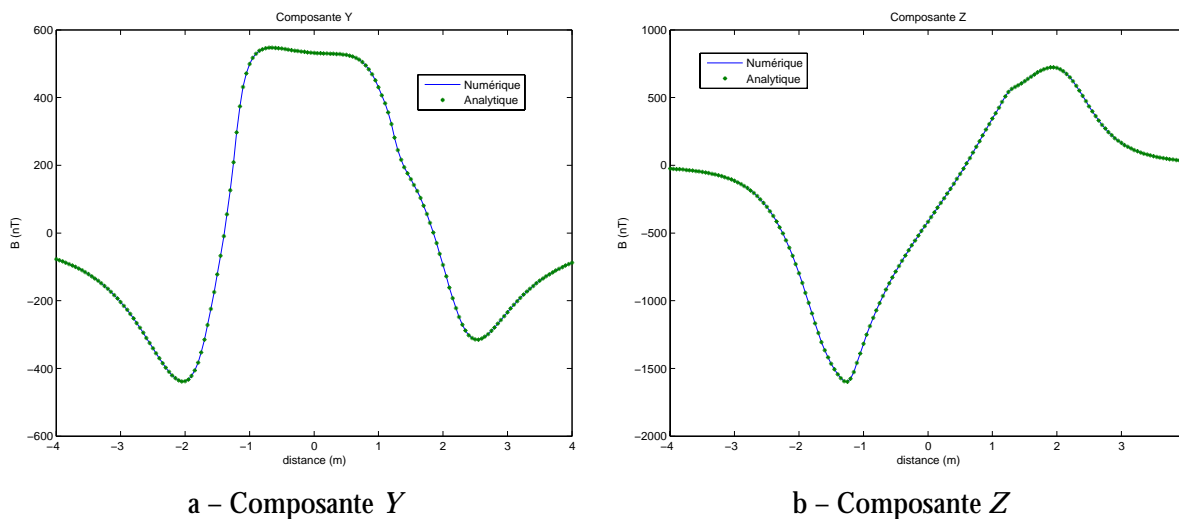 Composante Y
600
400
200
0
−200
−400
−600
B (nT)
−4 −3 −2 −1 0 1 2 3 4
distance (m)
Numérique
Analytique
a – Composante Y
Composante Z
1000
500
0
−500
−1000
−1500
−2000
B (nT)
−4 −3 −2 −1 0 1 2 3
distance (m)
Numérique
Analytique
b – Composante Z